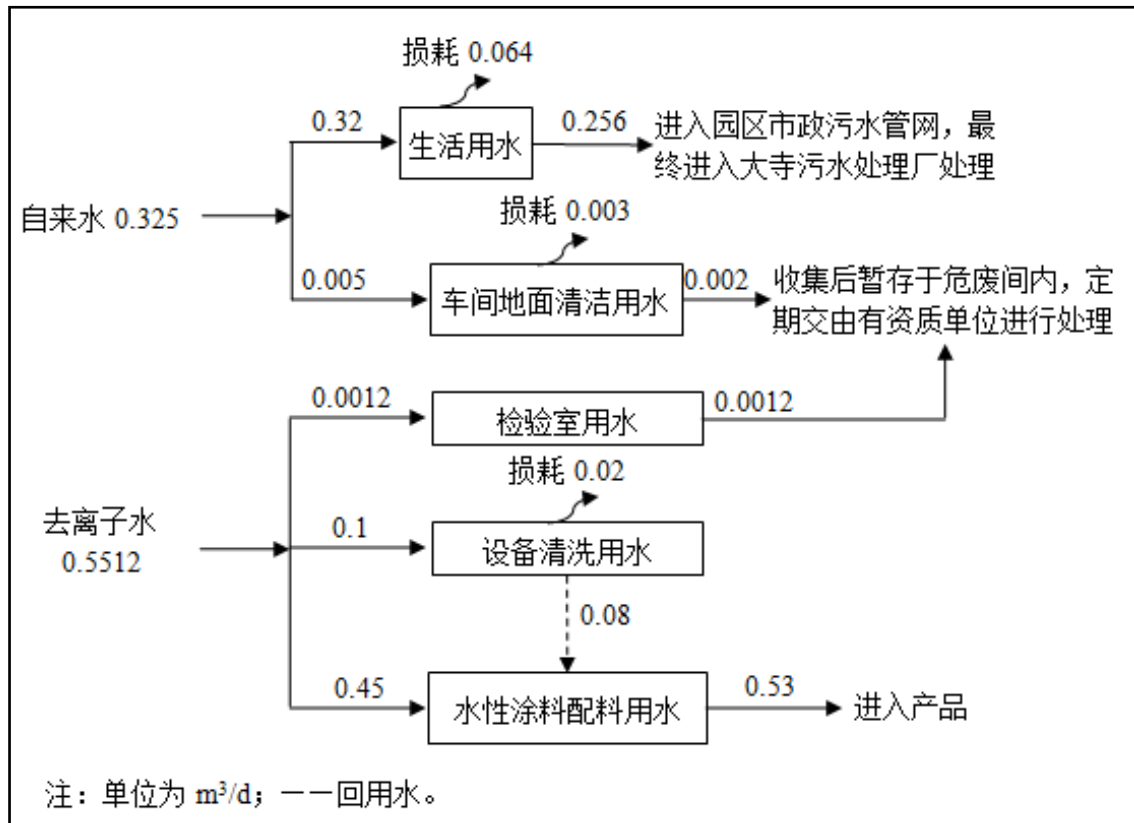 损耗 0.064
0.32
生活用水
0.256
进入园区市政污水管网，最
终进入大寺污水处理厂处理
自来水 0.325
损耗 0.003
0.005
车间地面清洁用水
0.002
收集后暂存于危废间内，定
期交由有资质单位进行处理
0.0012
检验室用水
0.0012
损耗 0.02
去离子水
0.5512
0.1
设备清洗用水
0.08
0.45
水性涂料配料用水
0.53
进入产品
注：单位为 m³/d；——回用水。